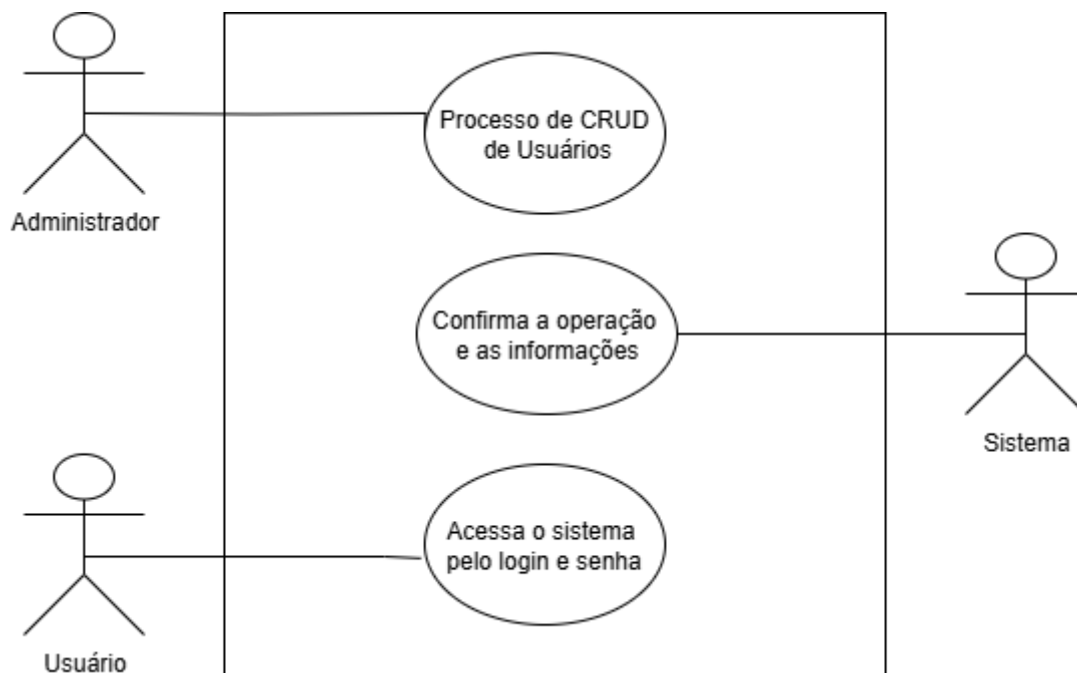 Processo de CRUD
de Usuários
Administrador
Confirma a operação
e as informações
Sistema
Acessa o sistema
pelo login e senha
Usuário